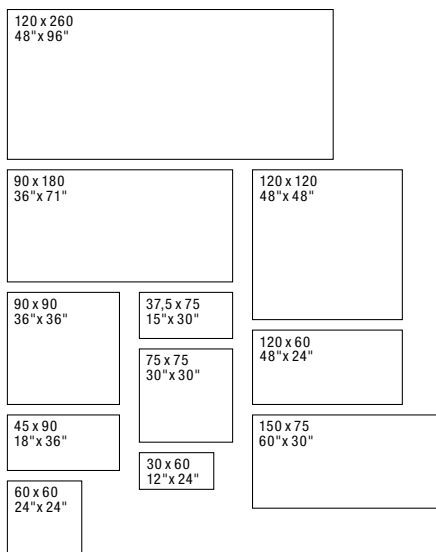 120 x 260
48"x 96"
90 x 180
36"x 71"
120 x 120
48"x 48"
90 x 90
36"x 36"
37,5 x 75
15"x 30"
75 x 75
30"x 30"
120 x 60
48"x 24"
45 x 90
18"x 36"
30 x 60
12"x 24"
150 x 75
60"x 30"
60 x 60
24"x 24"